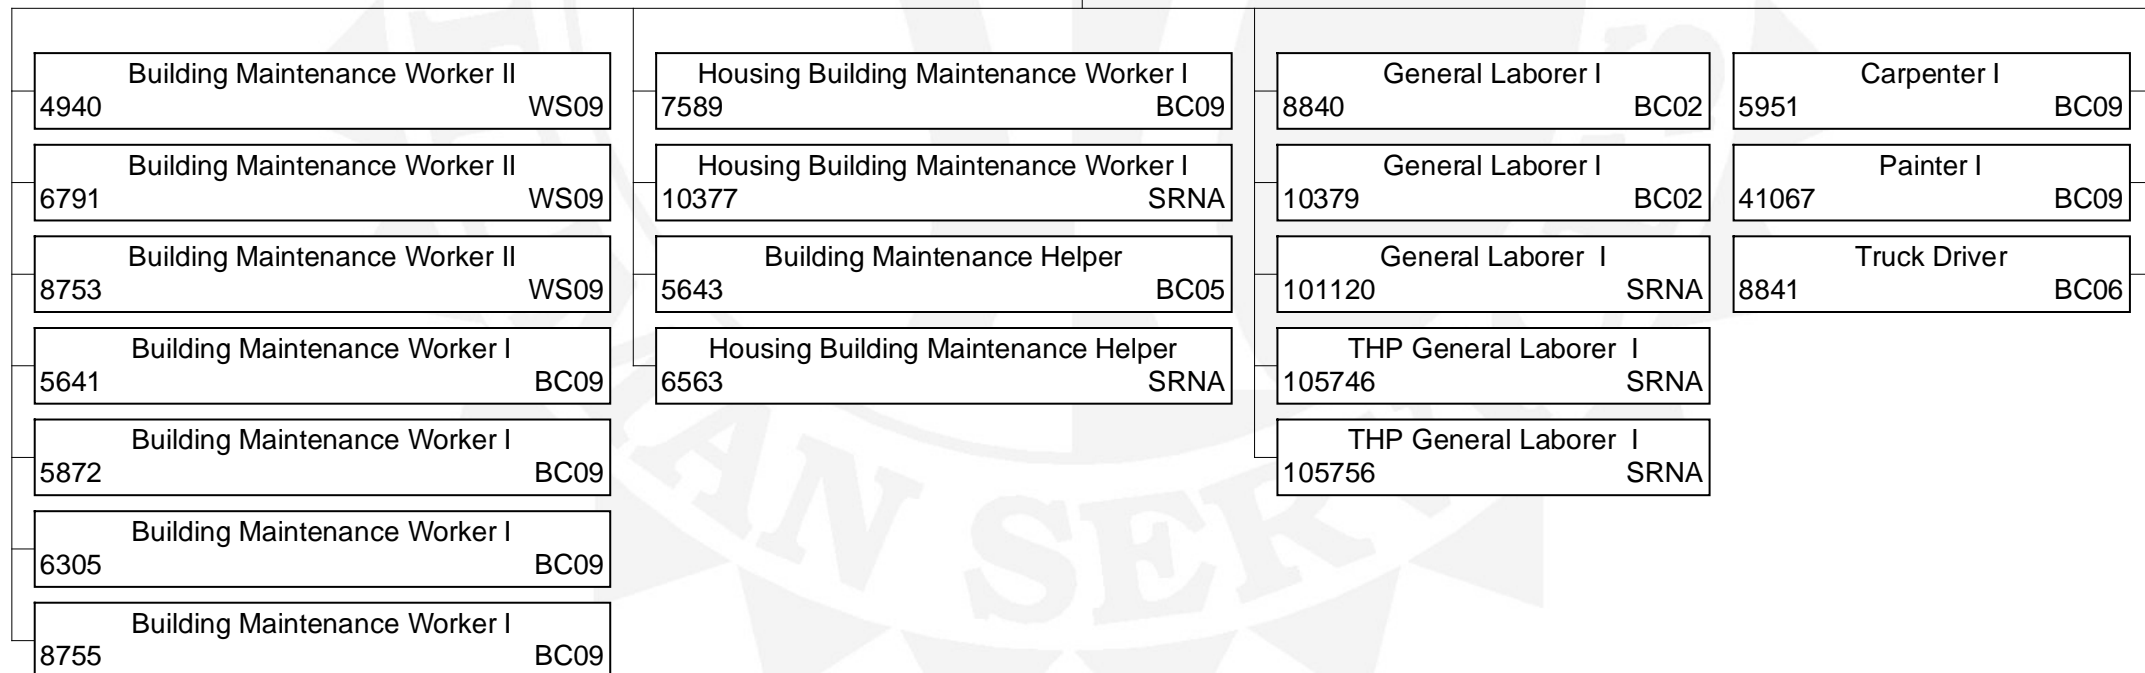 Building Maintenance Worker II
4940 WS09
Building Maintenance Worker II
6791 WS09
Building Maintenance Worker II
8753 WS09
Building Maintenance Worker I
5641 BC09
Building Maintenance Worker I
5872 BC09
Building Maintenance Worker I
6305 BC09
Building Maintenance Worker I
8755 BC09
Housing Building Maintenance Worker I
7589 BC09
Housing Building Maintenance Worker I
10377 SRNA
Building Maintenance Helper
5643 BC05
Housing Building Maintenance Helper
6563 SRNA
General Laborer I
8840 BC02
General Laborer I
10379 BC02
General Laborer I
101120 SRNA
THP General Laborer I
105746 SRNA
THP General Laborer I
105756 SRNA
Carpenter I
5951 BC09
Painter I
41067 BC09
Truck Driver
8841 BC06